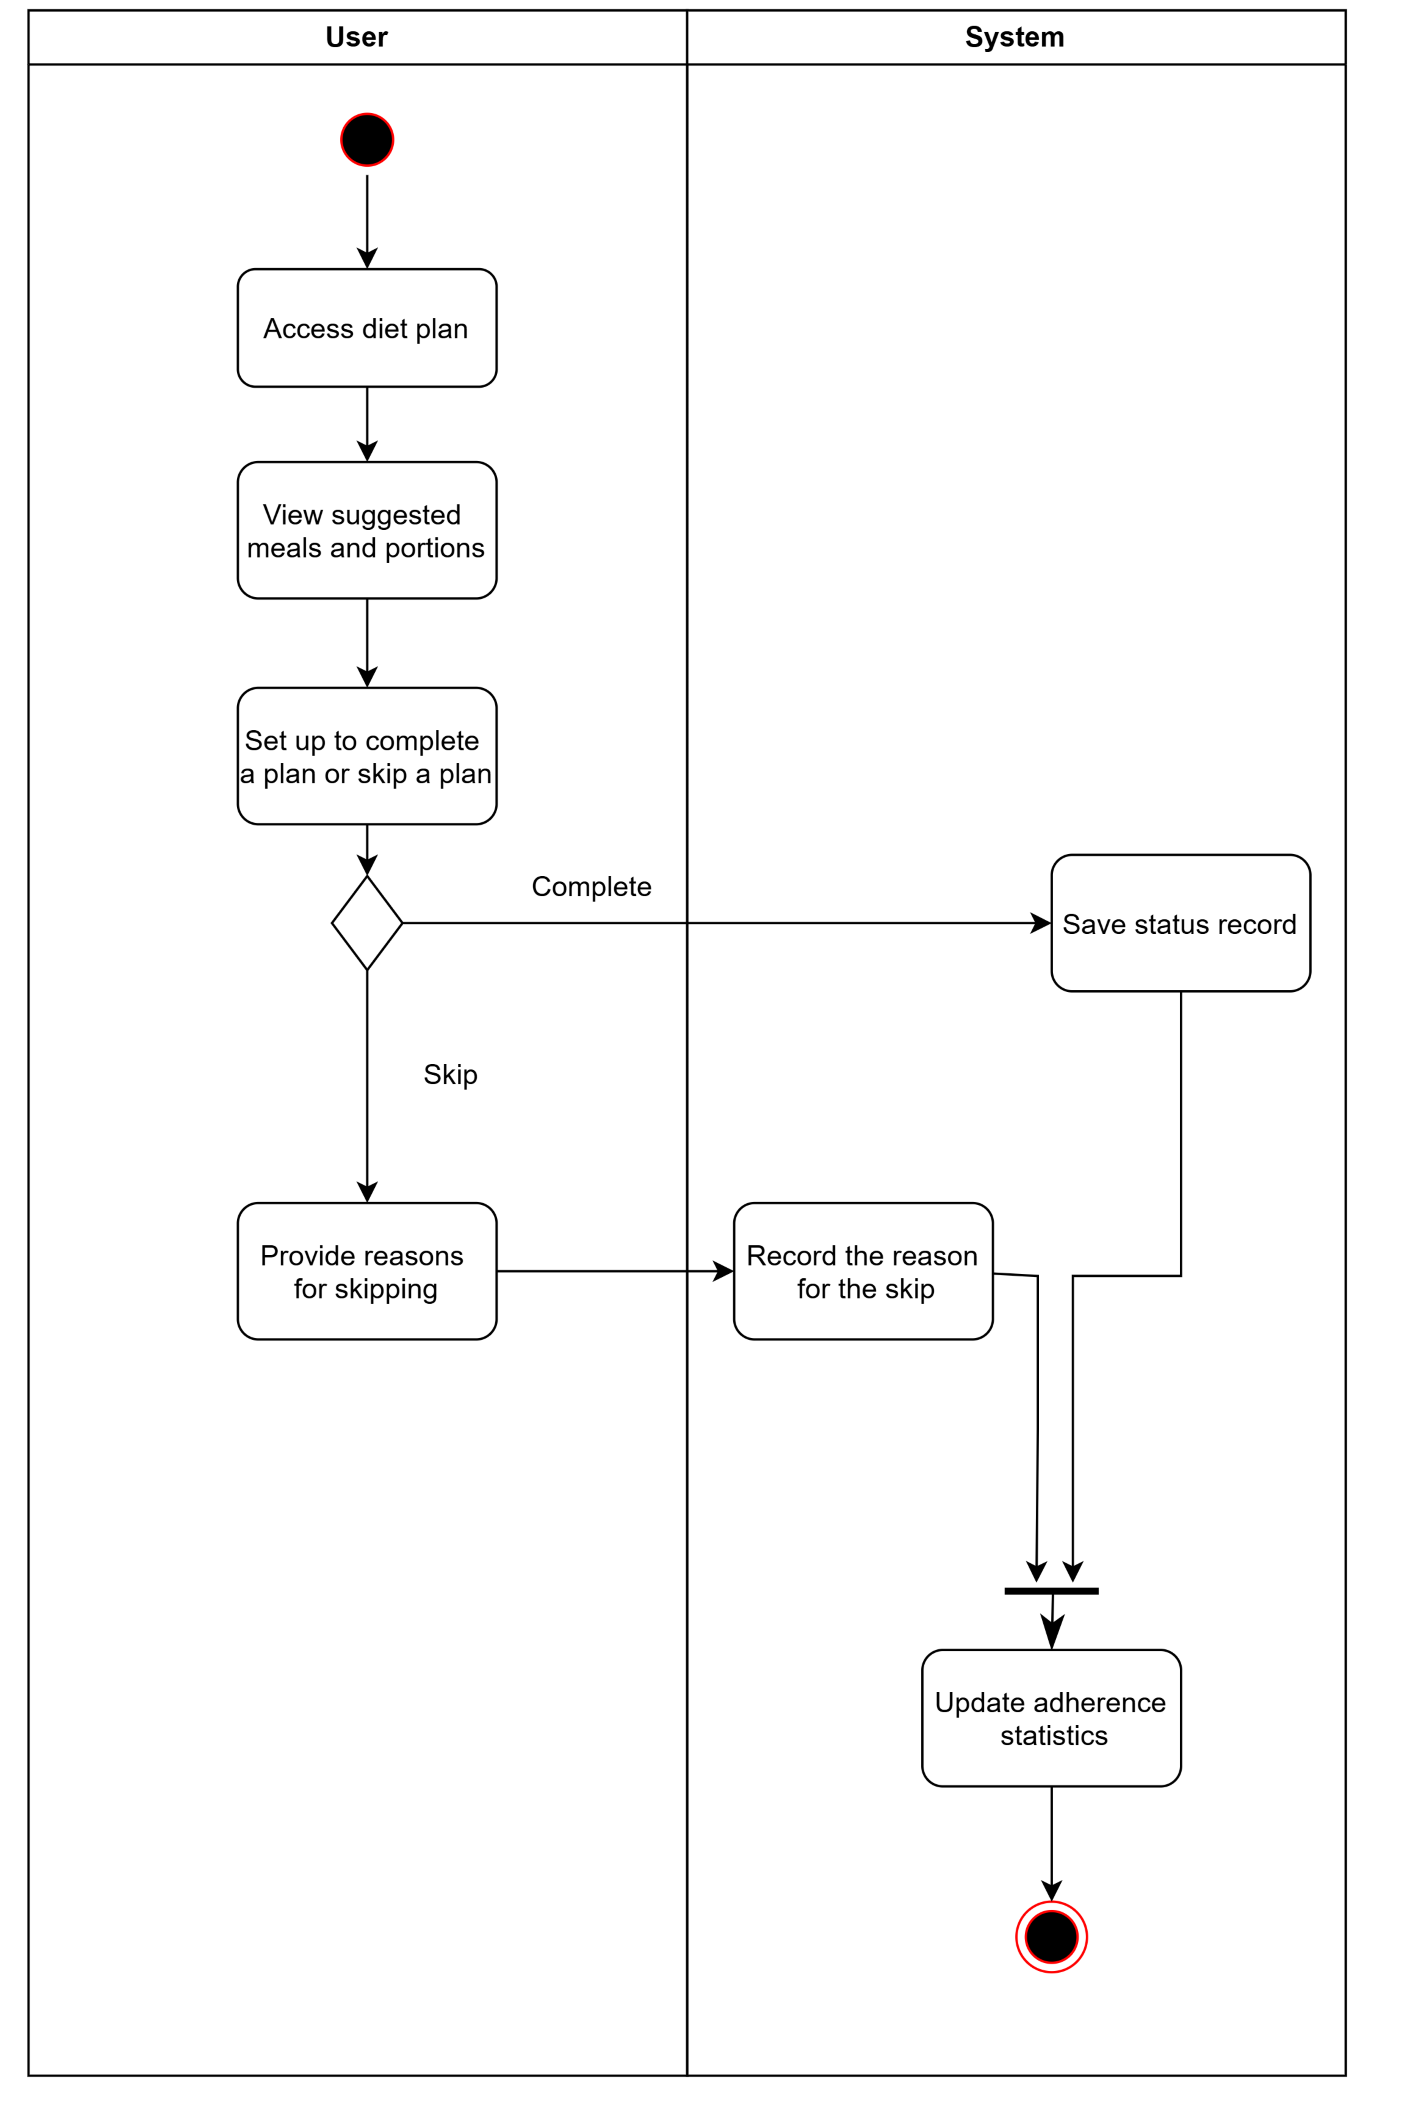 User
System
Access diet plan
View suggested
meals and portions
Set up to complete
a plan or skip a plan
Complete
Save status record
Skip
Provide reasons
for skipping
Record the reason
for the skip
Update adherence
statistics